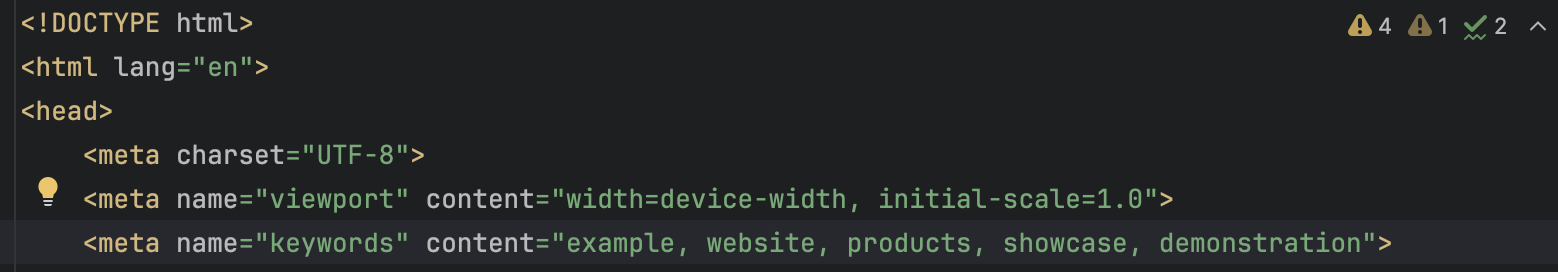 <!DOCTYPE html>
4 1 2
<html lang="en">
<head>
    <meta charset="UTF-8">
    <meta name="viewport" content="width=device-width, initial-scale=1.0">
    <meta name="keywords" content="example, website, products, showcase, demonstration">